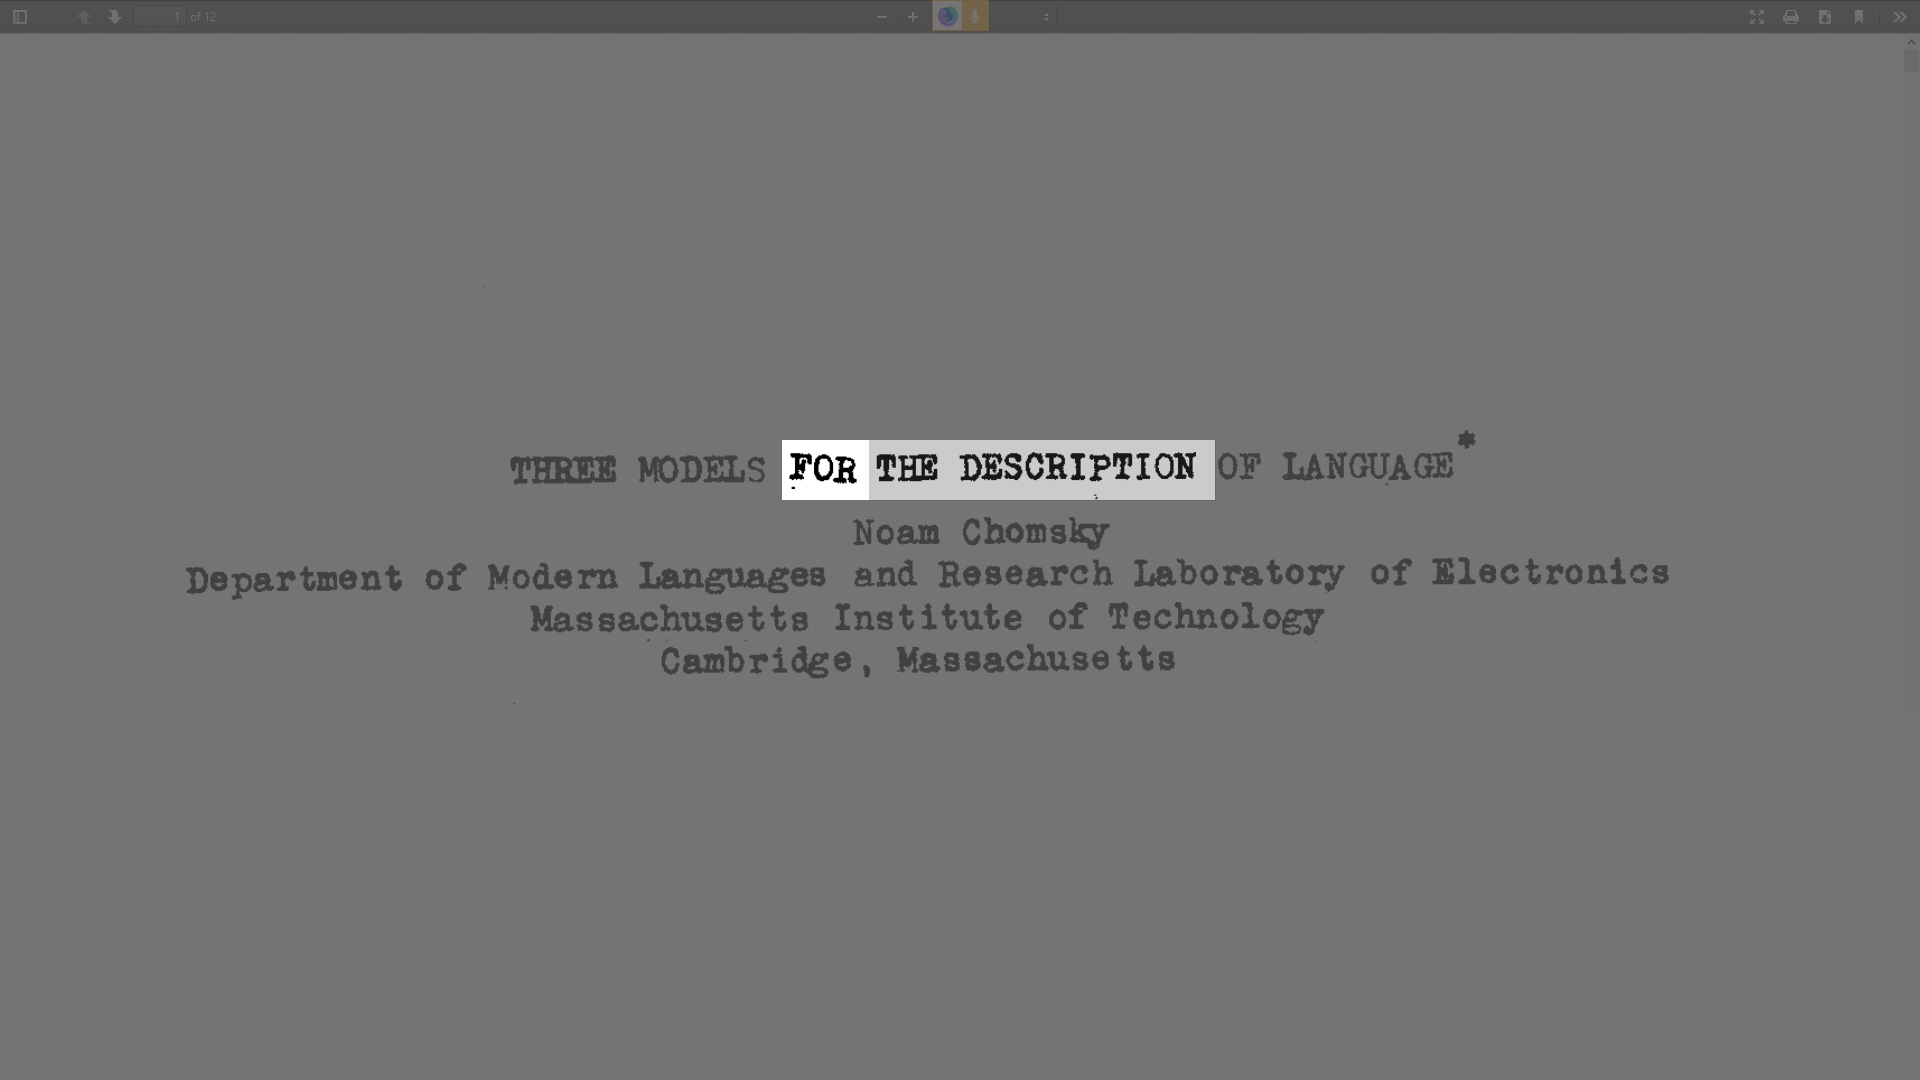 1 of 12
THREE MODELS FOR THE DESCRIPTION OF LANGUAGE*
Noam Chomsky
Department of Modern Languages and Research Laboratory of Electronics
Massachusetts Institute of Technology
Cambridge, Massachusetts